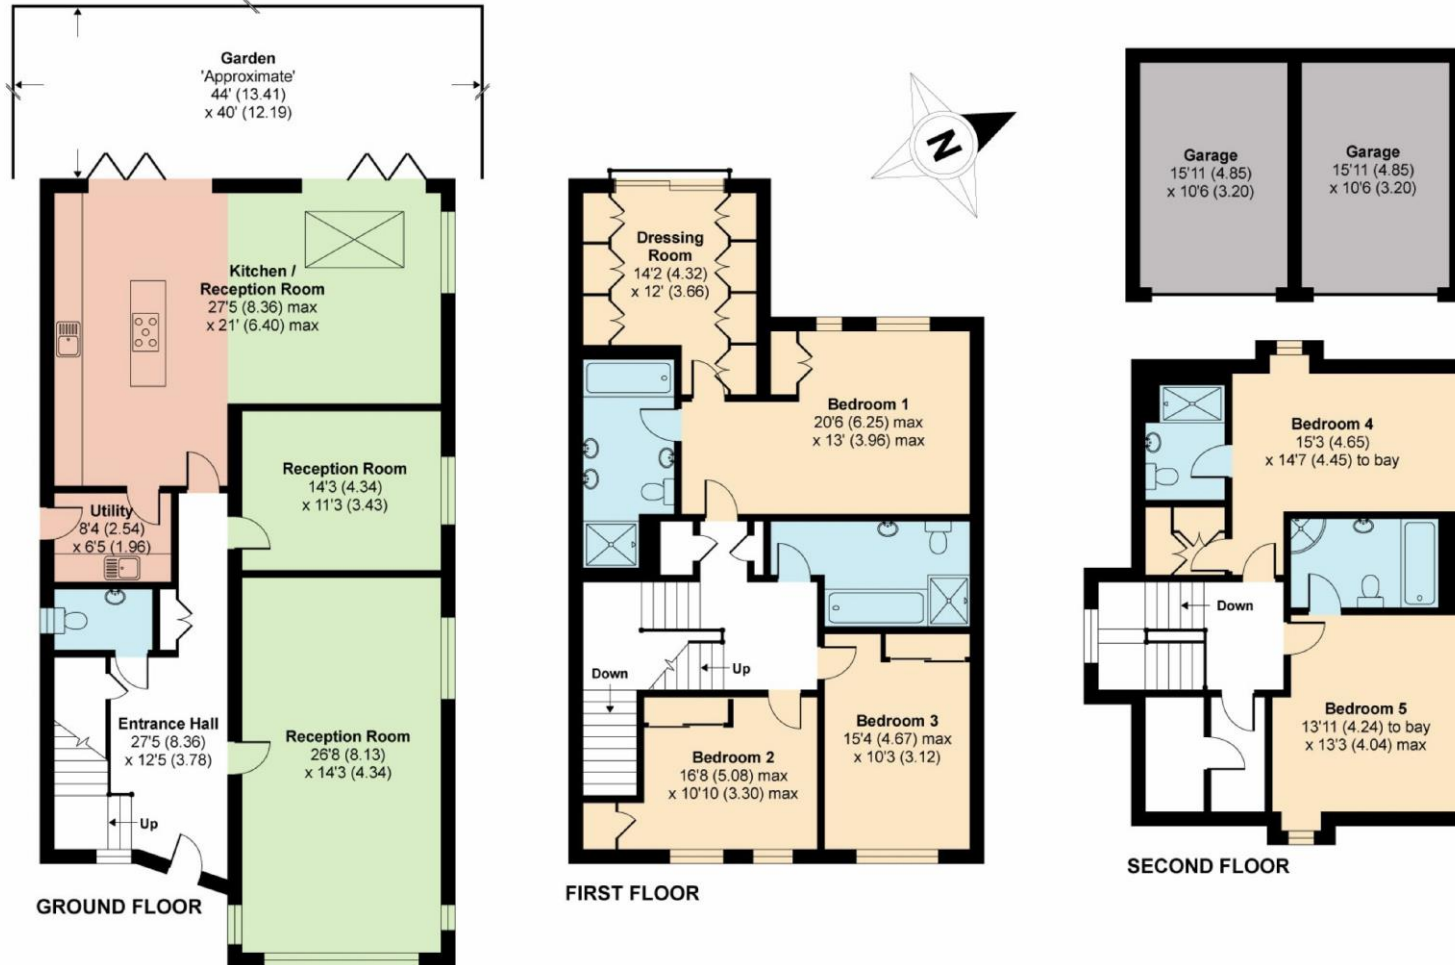 Garden
'Approximate'
44' (13.41)
x 40' (12.19)
Kitchen /
Reception Room
27'5 (8.36) max
x 21' (6.40) max
Reception Room
14'3 (4.34)
x 11'3 (3.43)
Utility
8'4 (2.54)
x 6'5 (1.96)
Entrance Hall
27'5 (8.36)
x 12'5 (3.78)
Reception Room
26'8 (8.13)
x 14'3 (4.34)
Up
GROUND FLOOR
N
Dressing
Room
14'2 (4.32)
x 12' (3.66)
Bedroom 1
20'6 (6.25) max
x 13' (3.96) max
Down
Up
Bedroom 2
16'8 (5.08) max
x 10'10 (3.30) max
Bedroom 3
15'4 (4.67) max
x 10'3 (3.12)
FIRST FLOOR
Garage
15'11 (4.85)
x 10'6 (3.20)
Garage
15'11 (4.85)
x 10'6 (3.20)
Bedroom 4
15'3 (4.65)
x 14'7 (4.45) to bay
Down
Bedroom 5
13'11 (4.24) to bay
x 13'3 (4.04) max
SECOND FLOOR